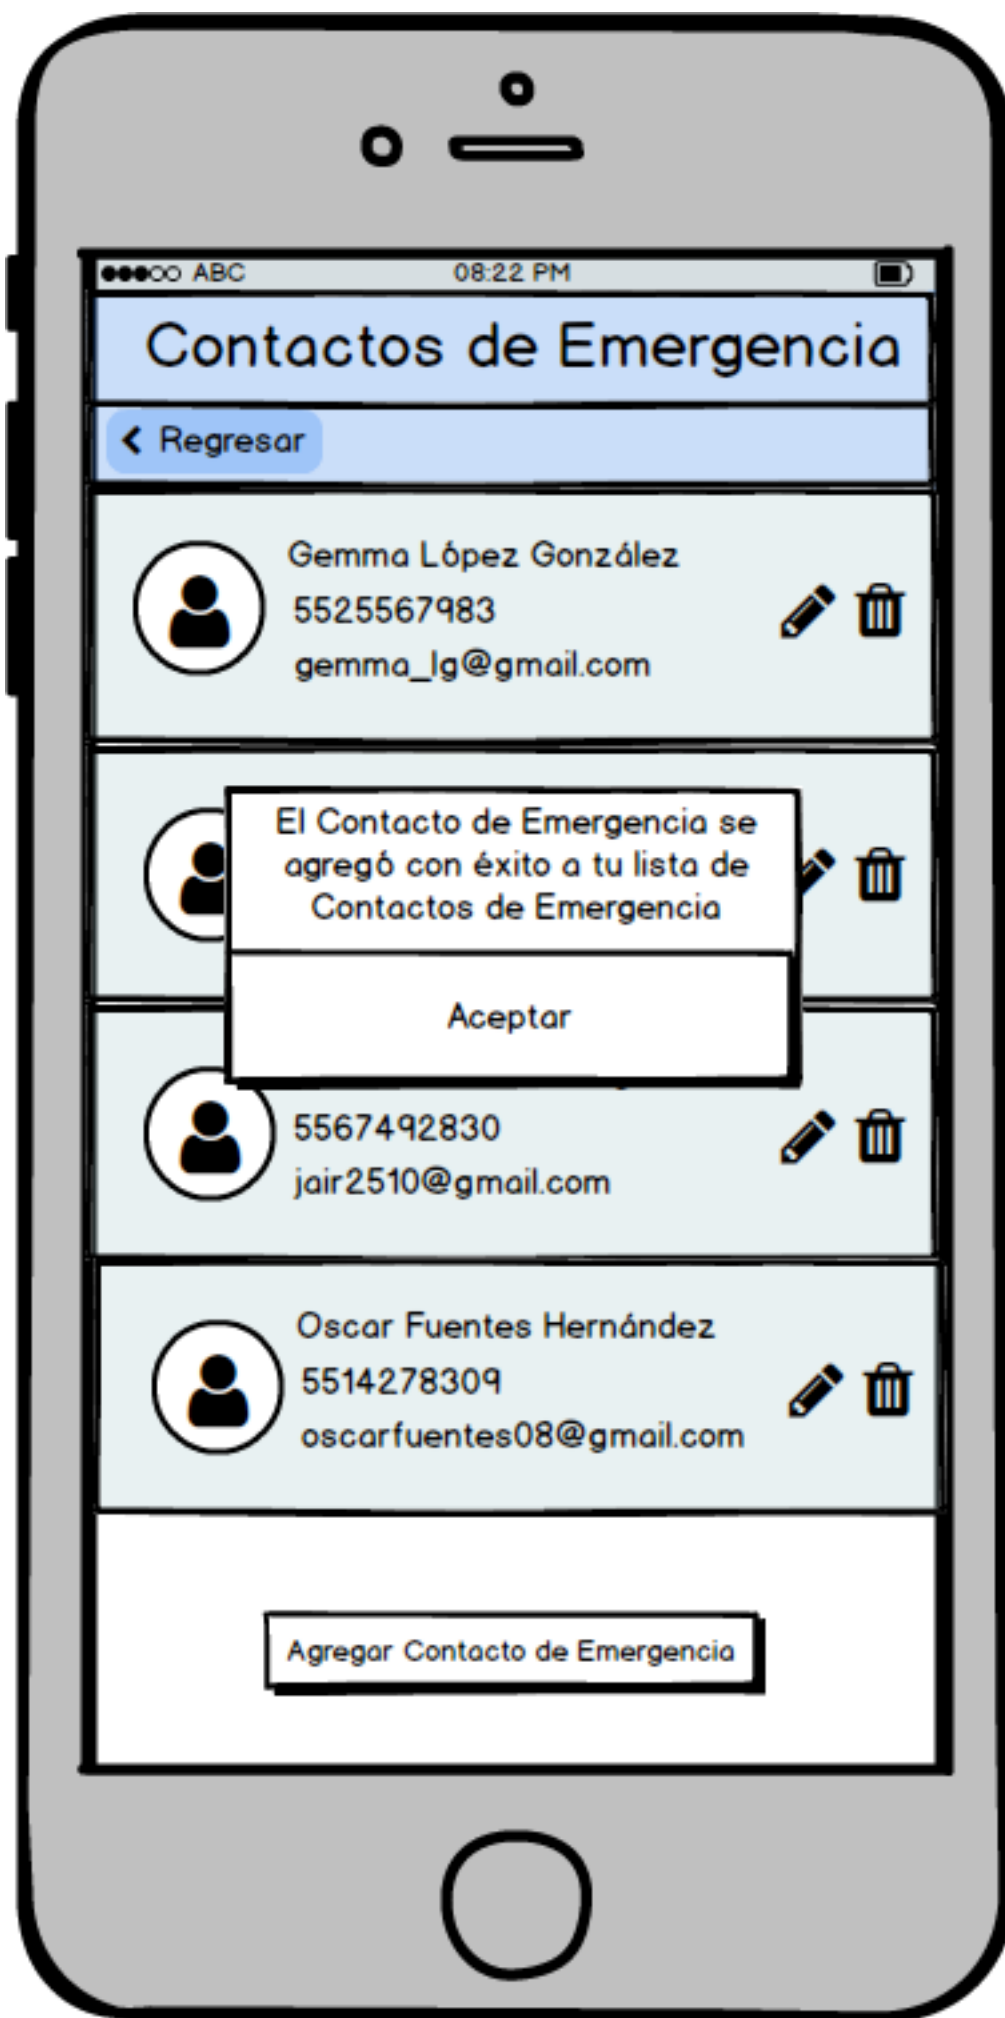 ABC 08:22 PM
Contactos de Emergencia
Regresar
Gemma López González
5525567983
gemma_lg@gmail.com
El Contacto de Emergencia se
agregó con éxito a tu lista de
Contactos de Emergencia
Aceptar
5567492830
jair2510@gmail.com
Oscar Fuentes Hernández
5514278309
oscarfuentes08@gmail.com
Agregar Contacto de Emergencia